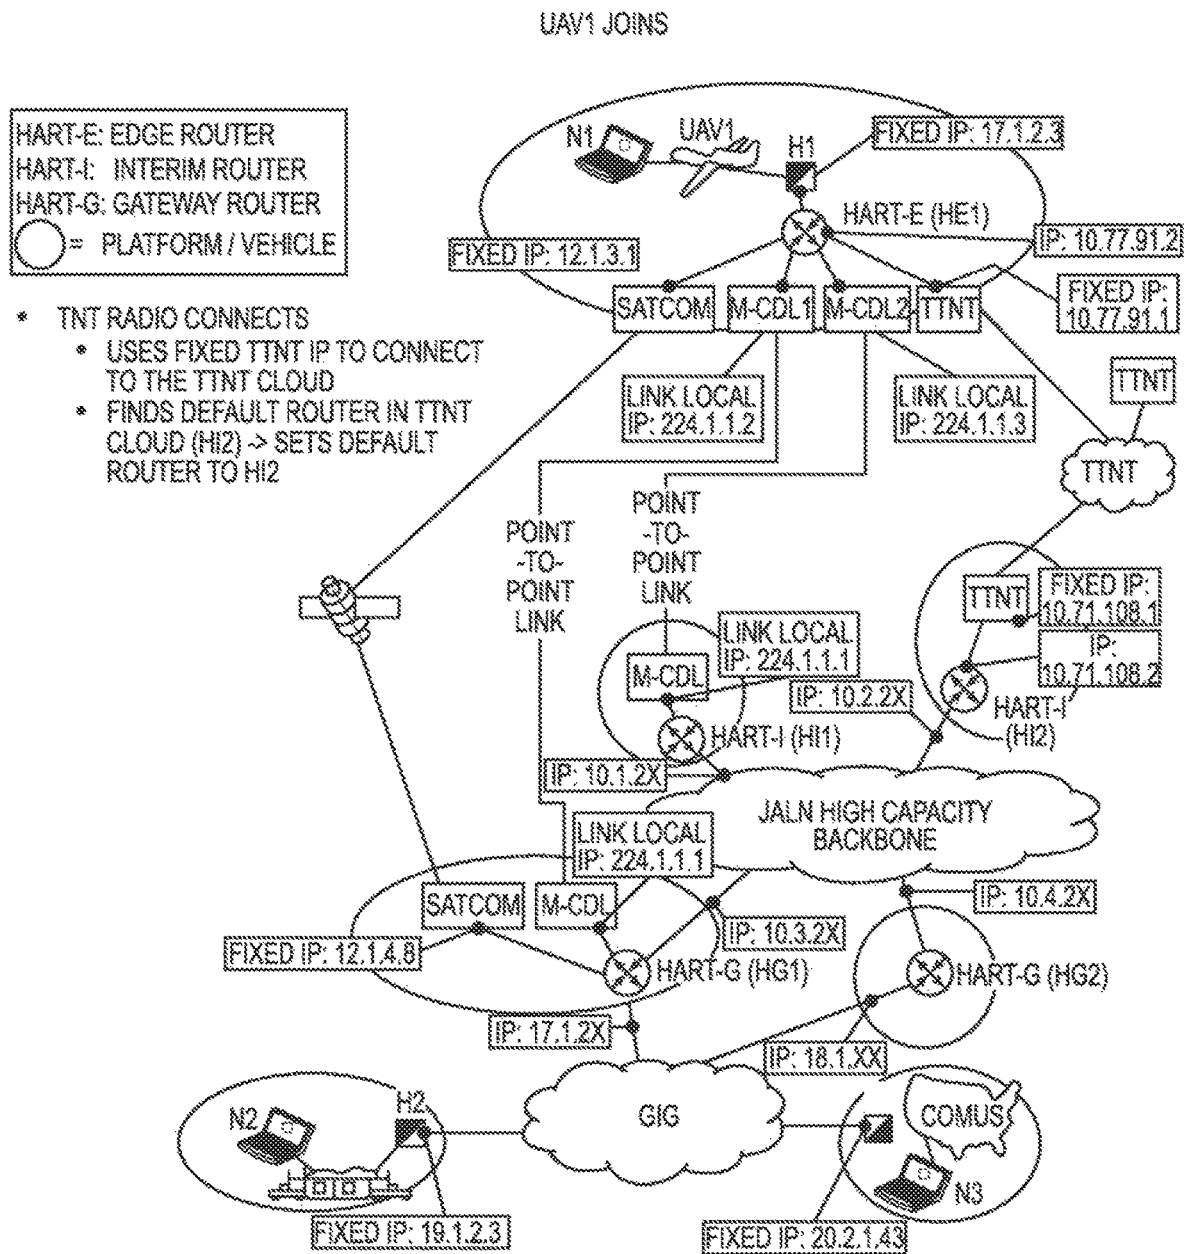 UAV1 JOINS
HART-E: EDGE ROUTER
HART-I: INTERIM ROUTER
HART-G: GATEWAY ROUTER
= PLATFORM / VEHICLE
• TNT RADIO CONNECTS
• USES FIXED TTNT IP TO CONNECT
TO THE TTNT CLOUD
• FINDS DEFAULT ROUTER IN TTNT
CLOUD (HI2) -> SETS DEFAULT
ROUTER TO HI2
N1
UAV1
H1
FIXED IP: 17.1.2.3
HART-E (HE1)
FIXED IP: 12.1.3.1
IP: 10.77.91.2
FIXED IP:
10.77.91.1
SATCOM
M-CDL1
M-CDL2
TTNT
LINK LOCAL
IP: 224.1.1.2
LINK LOCAL
IP: 224.1.1.3
TTNT
TTNT
POINT
-TO-
POINT
LINK
POINT
-TO-
POINT
LINK
TTNT
FIXED IP:
10.71.108.1
IP:
10.71.108.2
HART-I
(HI2)
LINK LOCAL
IP: 224.1.1.1
M-CDL
IP: 10.2.2X
HART-I (HI1)
IP: 10.1.2X
JALN HIGH CAPACITY
BACKBONE
LINK LOCAL
IP: 224.1.1.1
SATCOM
M-CDL
IP: 10.4.2X
IP: 10.3.2X
FIXED IP: 12.1.4.8
HART-G (HG1)
HART-G (HG2)
IP: 17.1.2X
IP: 18.1.XX
GIG
N2
H2
COMUS
N3
FIXED IP: 19.1.2.3
FIXED IP: 20.2.1.43